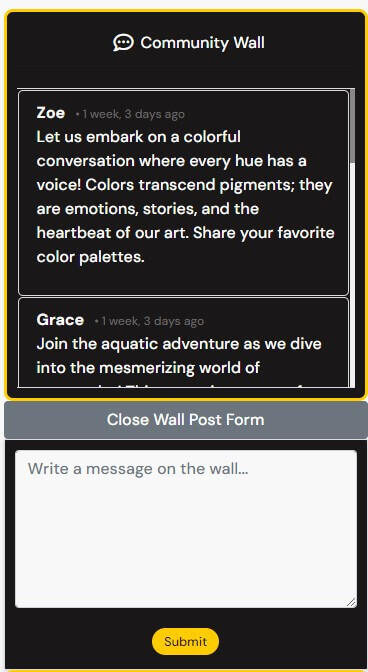 Community Wall
Zoe • 1 week, 3 days ago
Let us embark on a colorful
conversation where every hue has a
voice! Colors transcend pigments; they
are emotions, stories, and the
heartbeat of our art. Share your favorite
color palettes.
Grace • 1 week, 3 days ago
Join the aquatic adventure as we dive
into the mesmerizing world of
Close Wall Post Form
Write a message on the wall...
Submit